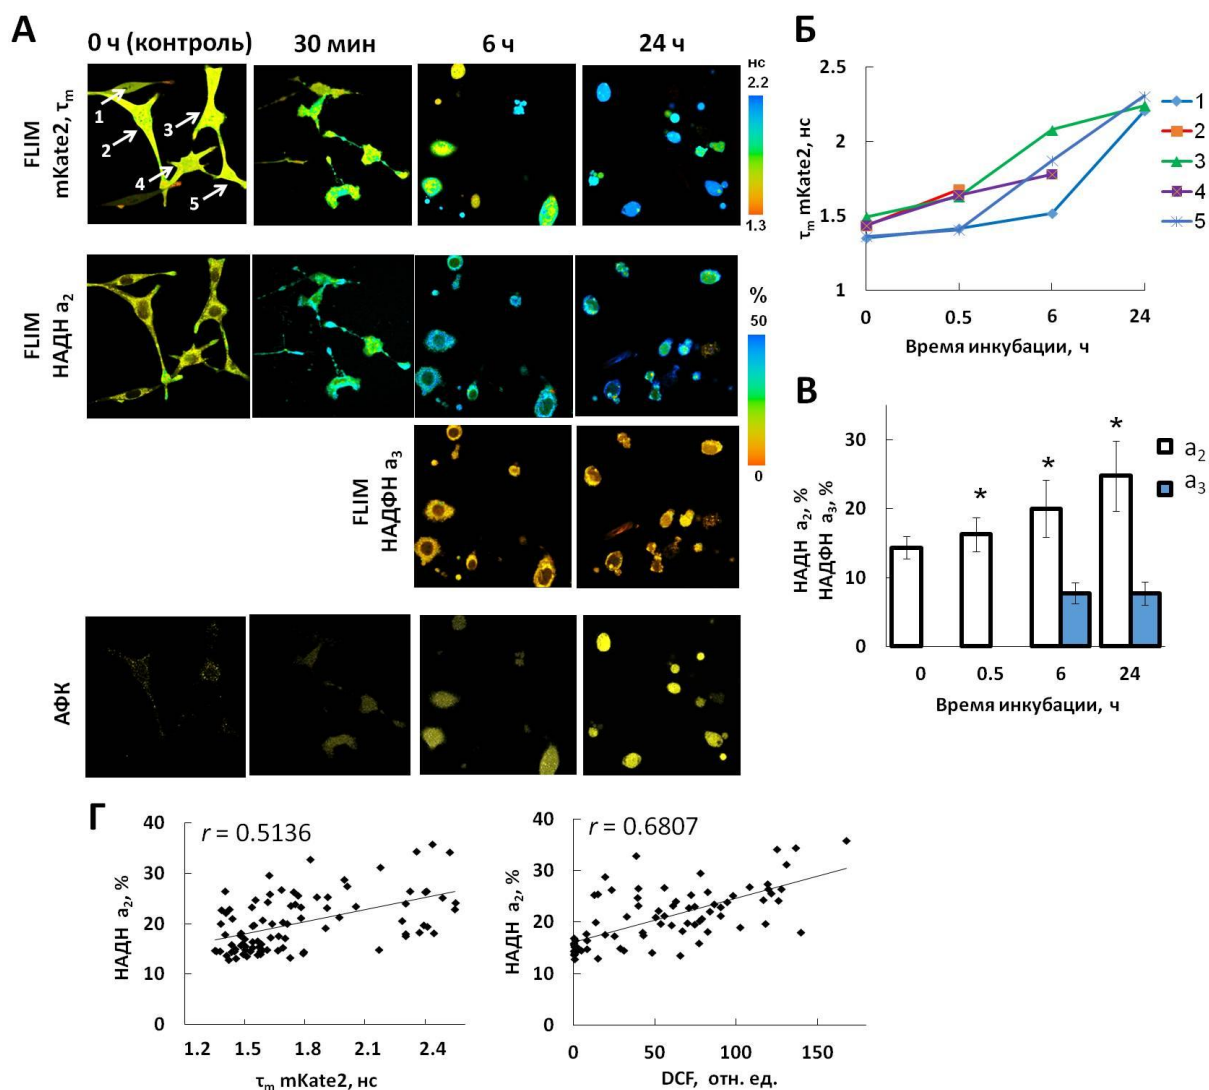 А
0 ч (контроль)
30 мин
6 ч
24 ч
FLIM
mKate2, τm
1
2
3
4
5
нс
2.2
1.3
FLIM
НАДН a2
%
50
0
FLIM
НАДФН a3
АФК
Б
τm mKate2, нс
2.5
2
1.5
1
0
0.5
6
24
Время инкубации, ч
1
2
3
4
5
В
НАДН a2, %
НАДФН a3, %
30
20
10
0
*
*
*
a2
a3
0
0.5
6
24
Время инкубации, ч
Г
r = 0.5136
НАДН a2, %
40
30
20
10
0
1.2
1.5
1.8
2.1
2.4
τm mKate2, нс
r = 0.6807
НАДН a2, %
40
30
20
10
0
0
50
100
150
DCF, отн. ед.